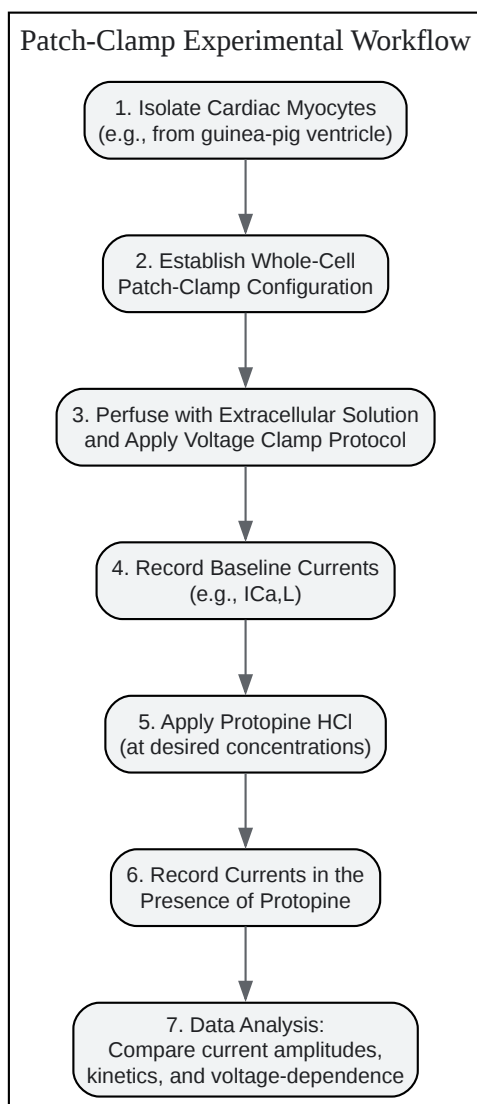 Patch-Clamp Experimental Workflow
1. Isolate Cardiac Myocytes
(e.g., from guinea-pig ventricle)
2. Establish Whole-Cell
Patch-Clamp Configuration
3. Perfuse with Extracellular Solution
and Apply Voltage Clamp Protocol
4. Record Baseline Currents
(e.g., ICa,L)
5. Apply Protopine HCl
(at desired concentrations)
6. Record Currents in the
Presence of Protopine
7. Data Analysis:
Compare current amplitudes,
kinetics, and voltage-dependence